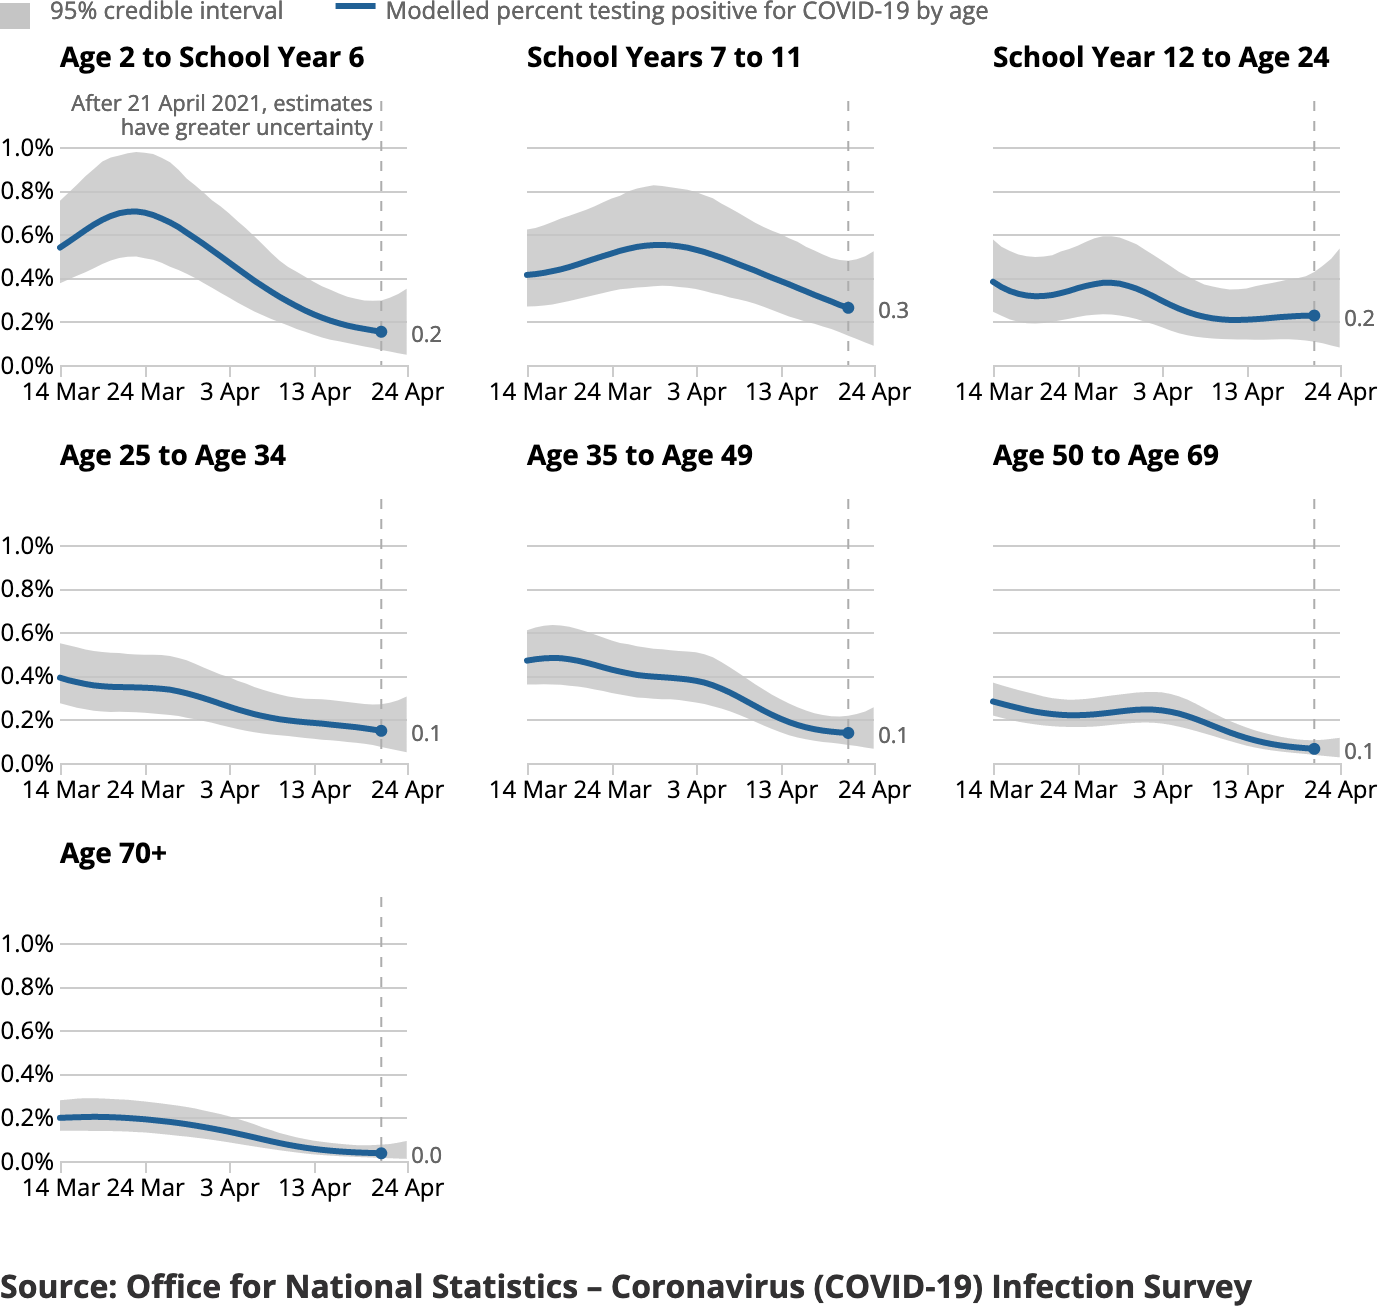 95% credible interval
Modelled percent testing positive for COVID-19 by age
Age 2 to School Year 6
After 21 April 2021, estimates
have greater uncertainty
1.0%
0.8%
0.6%
0.4%
0.2%
0.0%
0.2
14 Mar 24 Mar 3 Apr 13 Apr 24 Apr
School Years 7 to 11
0.3
14 Mar 24 Mar 3 Apr 13 Apr 24 Apr
School Year 12 to Age 24
0.2
14 Mar 24 Mar 3 Apr 13 Apr 24 Apr
Age 25 to Age 34
1.0%
0.8%
0.6%
0.4%
0.2%
0.0%
0.1
14 Mar 24 Mar 3 Apr 13 Apr 24 Apr
Age 35 to Age 49
0.1
14 Mar 24 Mar 3 Apr 13 Apr 24 Apr
Age 50 to Age 69
0.1
14 Mar 24 Mar 3 Apr 13 Apr 24 Apr
Age 70+
1.0%
0.8%
0.6%
0.4%
0.2%
0.0%
0.0
14 Mar 24 Mar 3 Apr 13 Apr 24 Apr
Source: Office for National Statistics – Coronavirus (COVID-19) Infection Survey